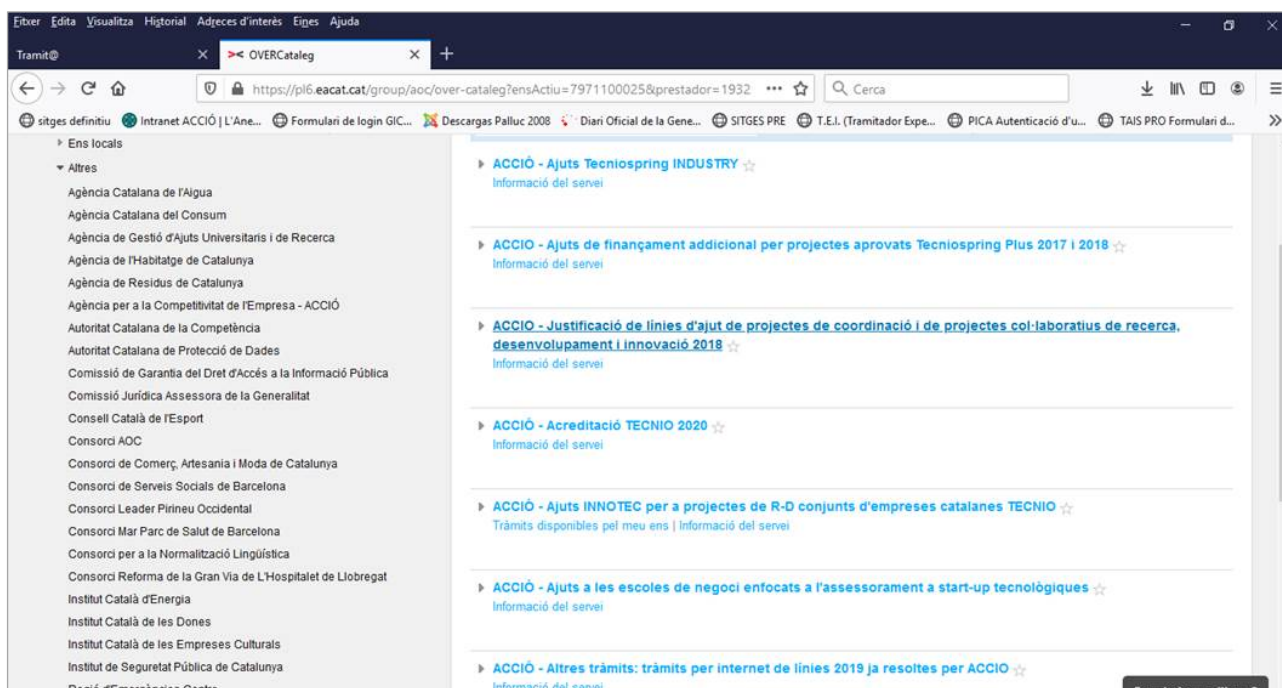 Fitxer Edita Visualitza Historial Adreces d'interès Eines Ajuda
Tramit@
OVERCataleg
https://pl6.eacat.cat/group/aoc/over-cataleg?ensActiu=7971100025&prestador=1932
Cerca
sitges definitiu
Intranet ACCIÓ | L'Ane...
Formulari de login GIC...
Descargas Palluc 2008
Diari Oficial de la Gene...
SITGES PRE
T.E.I. (Tramitador Expe...
PICA Autenticació d'u...
TAIS PRO Formulari d...
Ens locals
Altres
Agència Catalana de l'Aigua
Agència Catalana del Consum
Agència de Gestió d'Ajuts Universitaris i de Recerca
Agència de l'Habitatge de Catalunya
Agència de Residus de Catalunya
Agència per a la Competitivitat de l'Empresa - ACCIÓ
Autoritat Catalana de la Competència
Autoritat Catalana de Protecció de Dades
Comissió de Garantia del Dret d'Accés a la Informació Pública
Comissió Jurídica Assessora de la Generalitat
Consell Català de l'Esport
Consorci AOC
Consorci de Comerç, Artesania i Moda de Catalunya
Consorci de Serveis Socials de Barcelona
Consorci Leader Pirineu Occidental
Consorci Mar Parc de Salut de Barcelona
Consorci per a la Normalització Lingüística
Consorci Reforma de la Gran Via de L'Hospitalet de Llobregat
Institut Català d'Energia
Institut Català de les Dones
Institut Català de les Empreses Culturals
Institut de Seguretat Pública de Catalunya
ACCIÓ - Ajuts Tecniospring INDUSTRY
Informació del servei
ACCIO - Ajuts de finançament addicional per projectes aprovats Tecniospring Plus 2017 i 2018
Informació del servei
ACCIO - Justificació de línies d'ajut de projectes de coordinació i de projectes col·laboratius de recerca,
desenvolupament i innovació 2018
Informació del servei
ACCIÓ - Acreditació TECNIO 2020
Informació del servei
ACCIÓ - Ajuts INNOTEC per a projectes de R-D conjunts d'empreses catalanes TECNIO
Tràmits disponibles pel meu ens | Informació del servei
ACCIÓ - Ajuts a les escoles de negoci enfocats a l'assessorament a start-up tecnològiques
Informació del servei
ACCIÓ - Altres tràmits: tràmits per internet de línies 2019 ja resoltes per ACCIO
Informació del servei